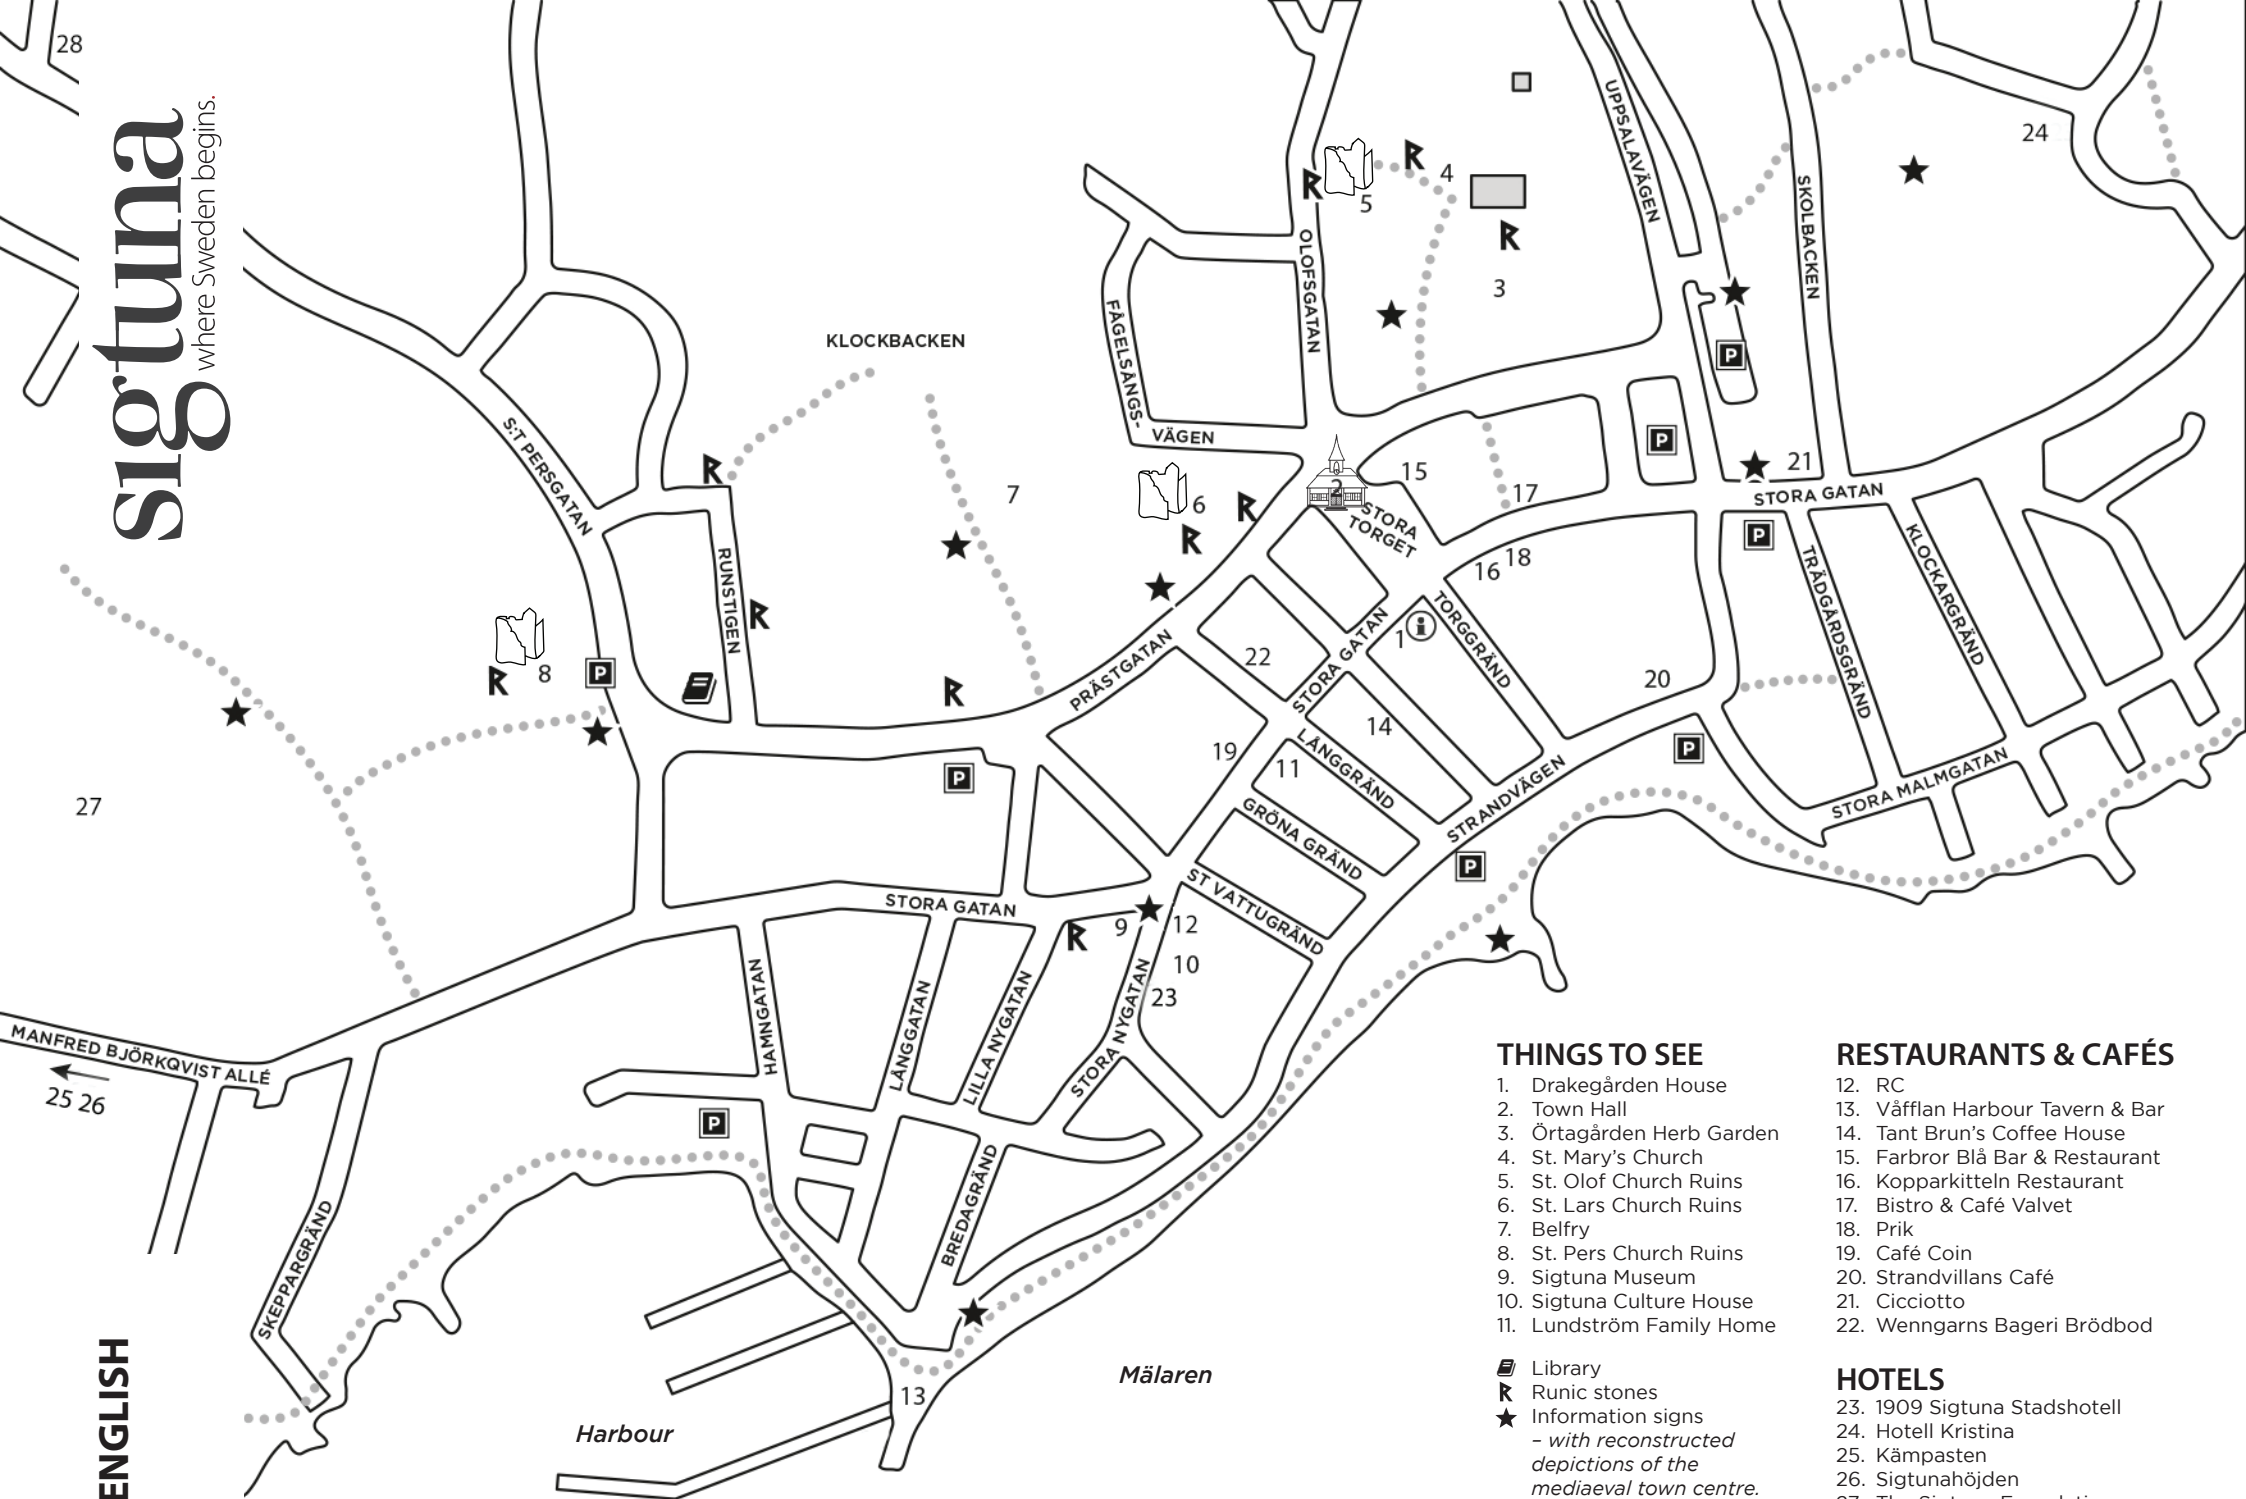 28
sigtuna
where Sweden begins.
ENGLISH
KLOCKBACKEN
S:T PERSGATAN
RUNSTIGEN
FÅGELSÅNGS-
VÄGEN
OLOFSGATAN
UPPSALAVÄGEN
SKOLBACKEN
24
4
5
3
7
6
2
15
17
21
STORA GATAN
STORA
TORGET
16 18
1
TORGGRÄND
KLOCKARGRÄND
TRÄDGÅRDSGRÄND
8
PRÄSTGATAN
22
STORA GATAN
20
14
19
11
LÅNGGRÄND
GRÖNA GRÄND
ST VATTUGRÄND
STRANDVÄGEN
STORA MALMGATAN
27
STORA GATAN
9
12
10
23
HAMNGATAN
LÅNGGATAN
LILLA NYGATAN
STORA NYGATAN
MANFRED BJÖRKQVIST ALLÉ
25 26
SKEPPARGRÄND
BREDAGRÄND
13
Harbour
Mälaren
P
P
P
P
P
P
P
P
THINGS TO SEE
1. Drakegården House
2. Town Hall
3. Örtagården Herb Garden
4. St. Mary's Church
5. St. Olof Church Ruins
6. St. Lars Church Ruins
7. Belfry
8. St. Pers Church Ruins
9. Sigtuna Museum
10. Sigtuna Culture House
11. Lundström Family Home
Library
Runic stones
Information signs
– with reconstructed
depictions of the
mediaeval town centre.
RESTAURANTS & CAFÉS
12. RC
13. Våfflan Harbour Tavern & Bar
14. Tant Brun's Coffee House
15. Farbror Blå Bar & Restaurant
16. Kopparkitteln Restaurant
17. Bistro & Café Valvet
18. Prik
19. Café Coin
20. Strandvillans Café
21. Cicciotto
22. Wenngarns Bageri Brödbod
HOTELS
23. 1909 Sigtuna Stadshotell
24. Hotell Kristina
25. Kämpasten
26. Sigtunahöjden